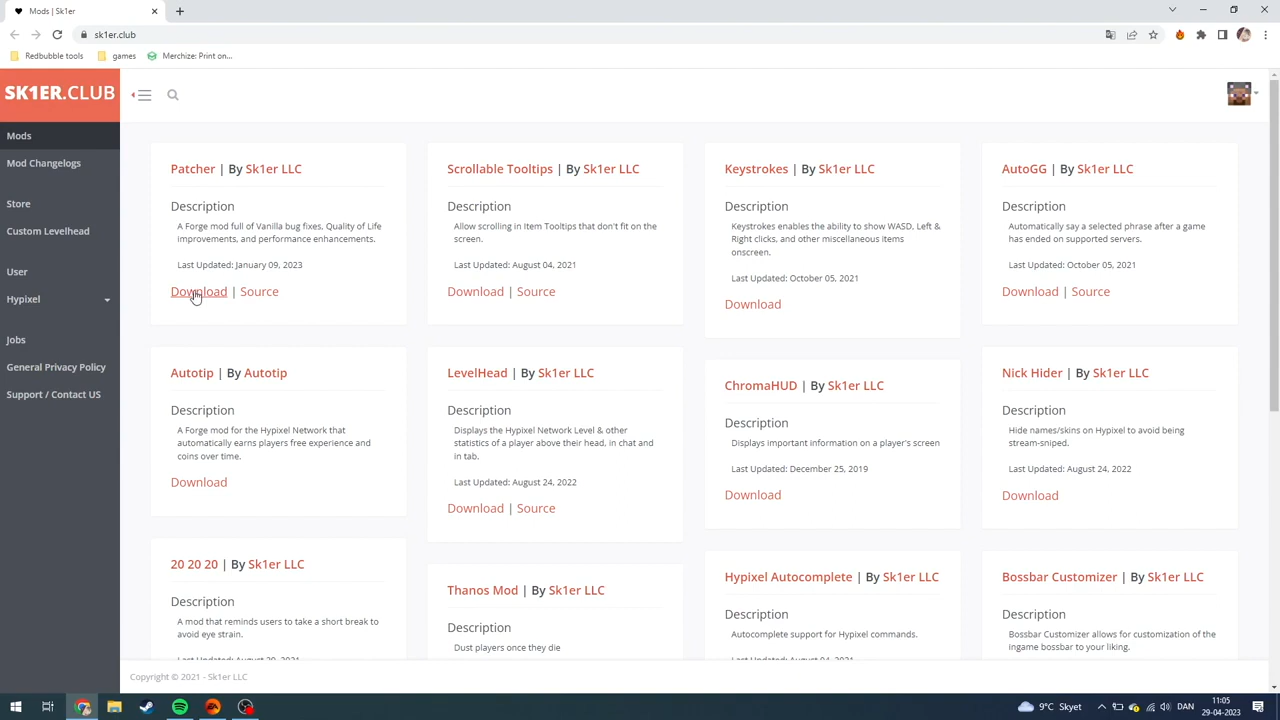 Mods | Sk1er
sk1er.club
Redbubble tools
games
Merchize: Print on...
SK1ER.CLUB
Mods
Mod Changelogs
Store
Custom Levelhead
User
Hypixel
Jobs
General Privacy Policy
Support / Contact US
Patcher | By Sk1er LLC
Description
A Forge mod full of Vanilla bug fixes, Quality of Life
improvements, and performance enhancements.
Last Updated: January 09, 2023
Download | Source
Scrollable Tooltips | By Sk1er LLC
Description
Allow scrolling in Item Tooltips that don't fit on the
screen.
Last Updated: August 04, 2021
Download | Source
Keystrokes | By Sk1er LLC
Description
Keystrokes enables the ability to show WASD, Left &
Right clicks, and other miscellaneous items
onscreen.
Last Updated: October 05, 2021
Download
AutoGG | By Sk1er LLC
Description
Automatically say a selected phrase after a game
has ended on supported servers.
Last Updated: October 05, 2021
Download | Source
Autotip | By Autotip
Description
A Forge mod for the Hypixel Network that
automatically earns players free experience and
coins over time.
Download
LevelHead | By Sk1er LLC
Description
Displays the Hypixel Network Level & other
statistics of a player above their head, in chat and
in tab.
Last Updated: August 24, 2022
Download | Source
ChromaHUD | By Sk1er LLC
Description
Displays important information on a player's screen
Last Updated: December 25, 2019
Download
Nick Hider | By Sk1er LLC
Description
Hide names/skins on Hypixel to avoid being
stream-sniped.
Last Updated: August 24, 2022
Download
20 20 20 | By Sk1er LLC
Description
A mod that reminds users to take a short break to
avoid eye strain.
Thanos Mod | By Sk1er LLC
Description
Dust players once they die
Hypixel Autocomplete | By Sk1er LLC
Description
Autocomplete support for Hypixel commands.
Bossbar Customizer | By Sk1er LLC
Description
Bossbar Customizer allows for customization of the
ingame bossbar to your liking.
Copyright © 2021 - Sk1er LLC
9°C Skyet
DAN
11:05
29-04-2023